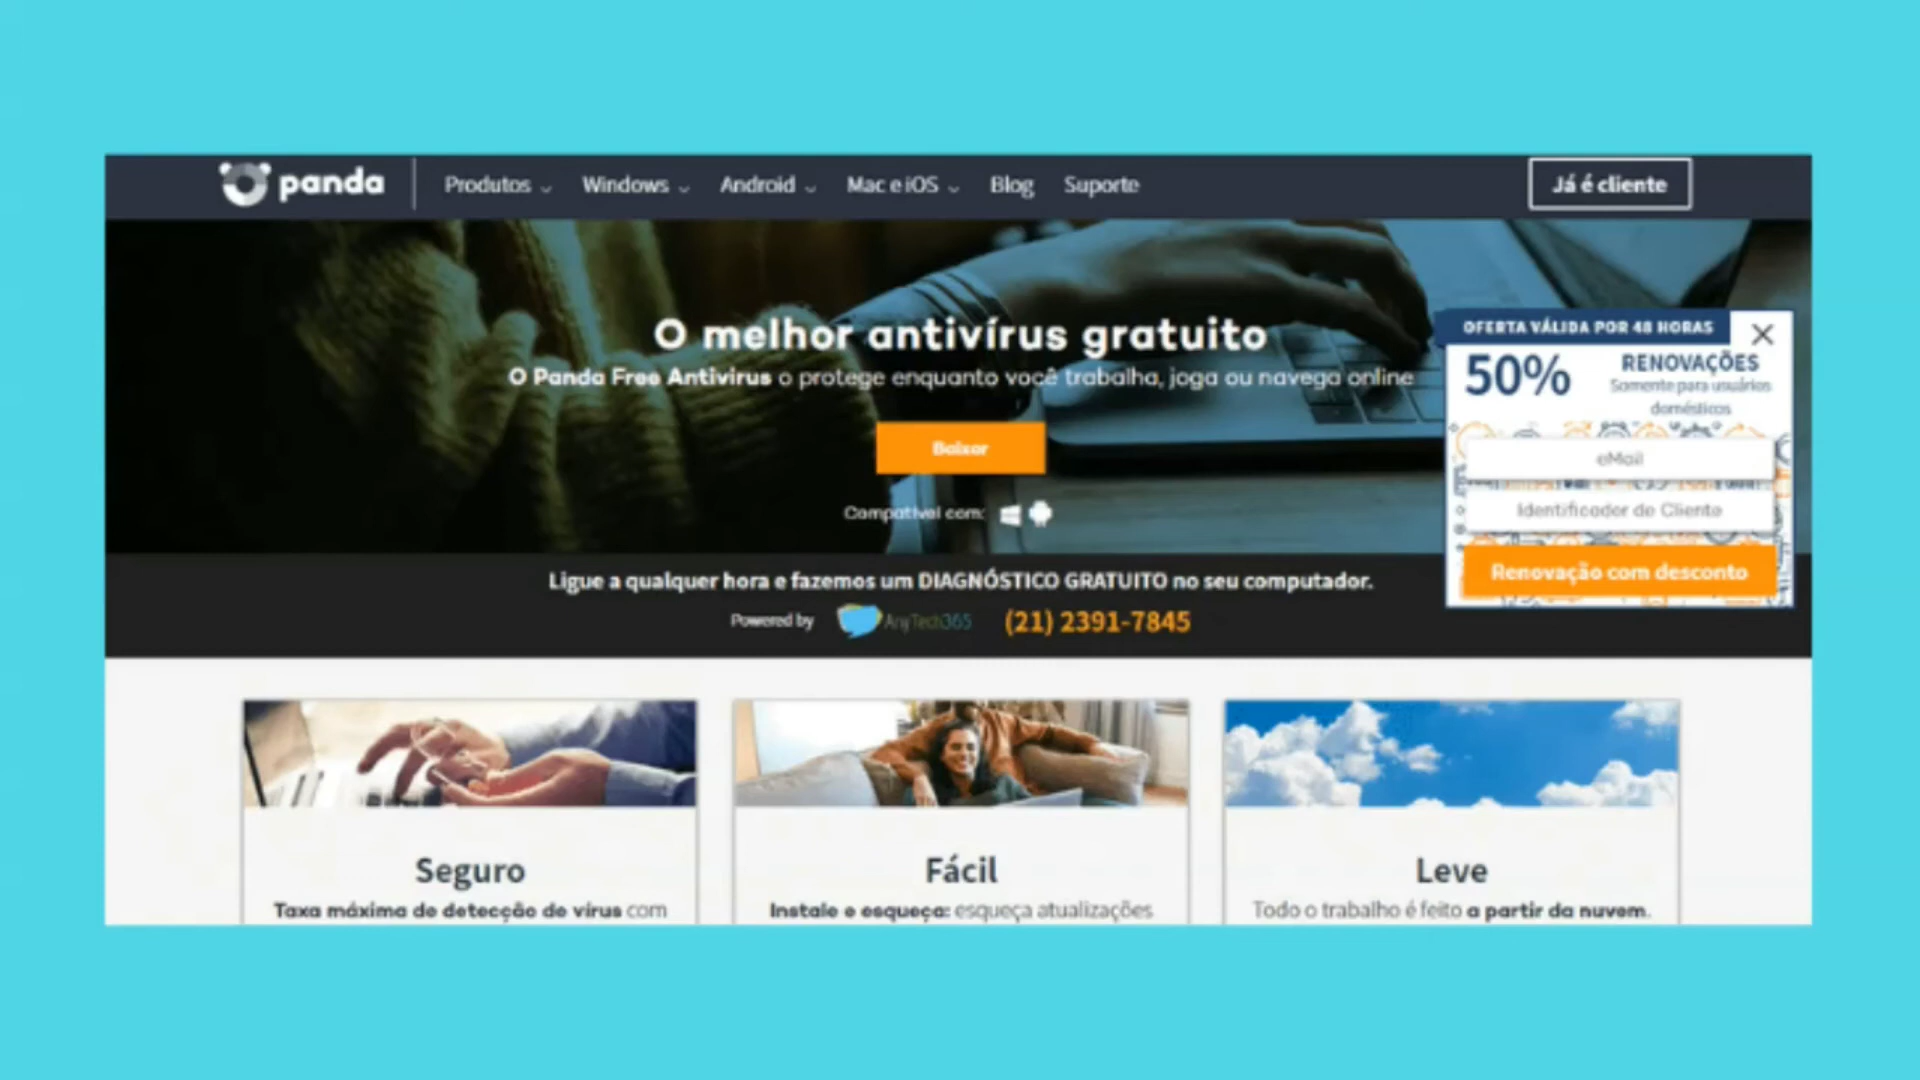 panda
Produtos
Windows
Android
Mac e iOS
Blog
Suporte
Já é cliente
O melhor antivírus gratuito
O Panda Free Antivirus o protege enquanto você trabalha, joga ou navega online
Baixar
Compatível com:
OFERTA VÁLIDA POR 48 HORAS
50%
RENOVAÇÕES
Somente para usuários
domésticos
eMail
Identificador de Cliente
Renovação com desconto
Ligue a qualquer hora e fazemos um DIAGNÓSTICO GRATUITO no seu computador.
Powered by AnyTech365 (21) 2391-7845
Seguro
Taxa máxima de detecção de vírus com
Fácil
Instale e esqueça: esqueça atualizações
Leve
Todo o trabalho é feito a partir da nuvem.